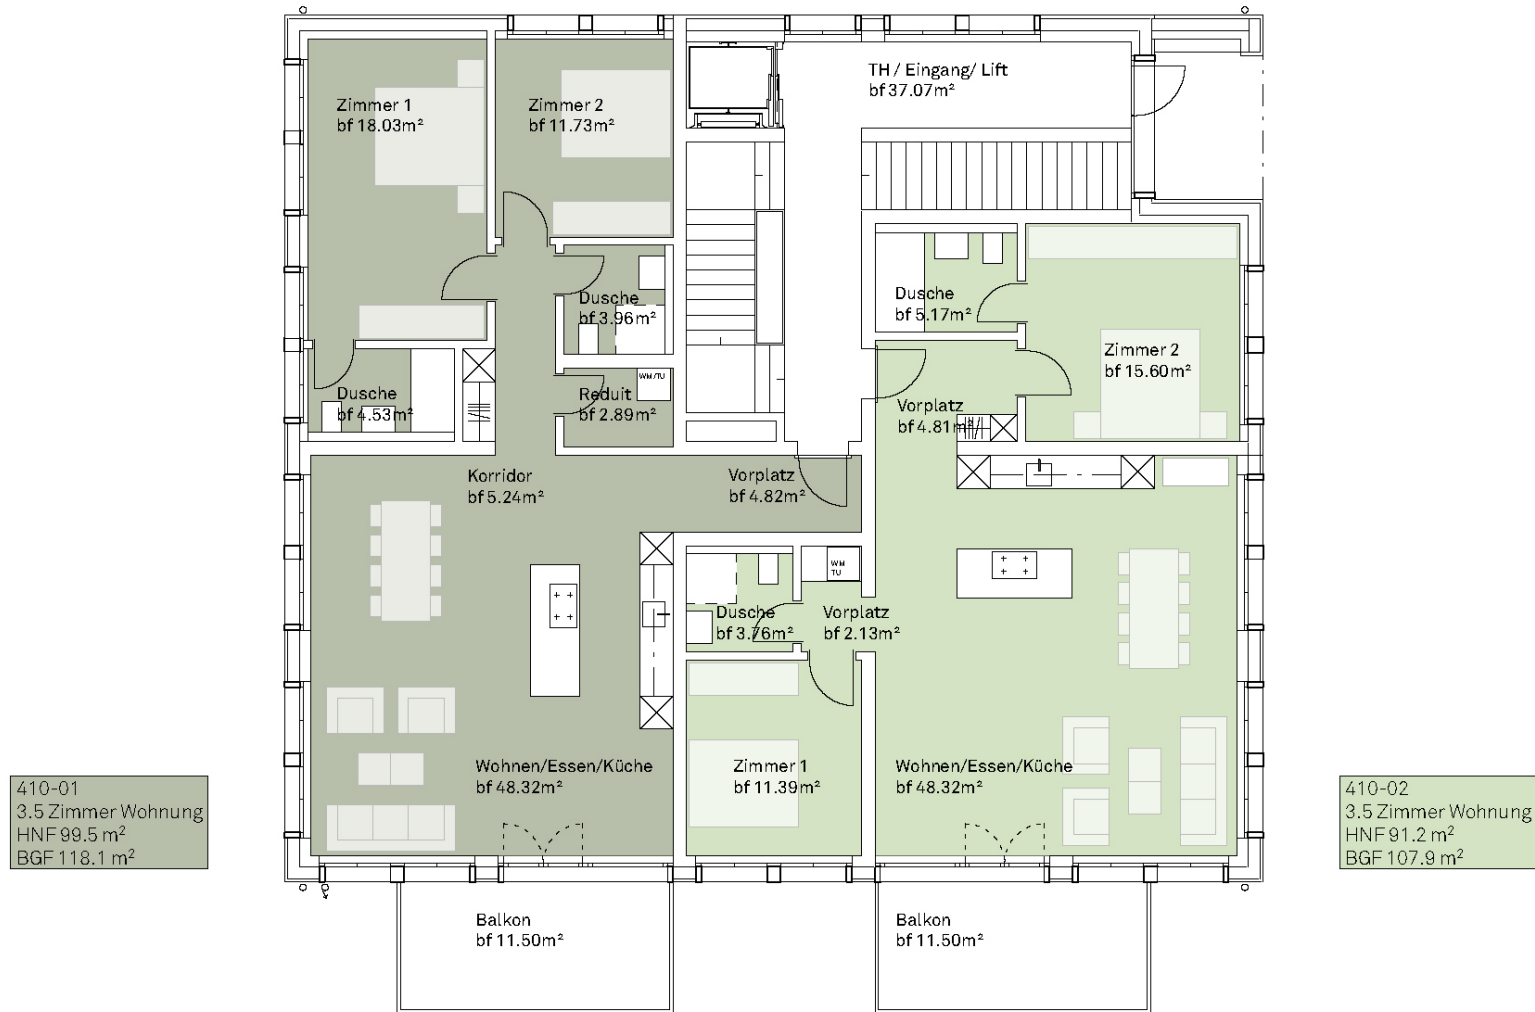 TH / Eingang/ Lift
bf 37.07m²
Zimmer 1
bf 18.03m²
Zimmer 2
bf 11.73m²
Dusche
bf 3.96m²
Dusche
bf 5.17m²
Zimmer 2
bf 15.60m²
Dusche
bf 4.53m²
WM/TU
Reduit
bf 2.89m²
Vorplatz
bf 4.81m²
Korridor
bf 5.24m²
Vorplatz
bf 4.82m²
WM
TU
Dusche
bf 3.76m²
Vorplatz
bf 2.13m²
Wohnen/Essen/Küche
bf 48.32m²
Zimmer 1
bf 11.39m²
Wohnen/Essen/Küche
bf 48.32m²
410-01
3.5 Zimmer Wohnung
HNF 99.5 m²
BGF 118.1 m²
410-02
3.5 Zimmer Wohnung
HNF 91.2 m²
BGF 107.9 m²
Balkon
bf 11.50m²
Balkon
bf 11.50m²